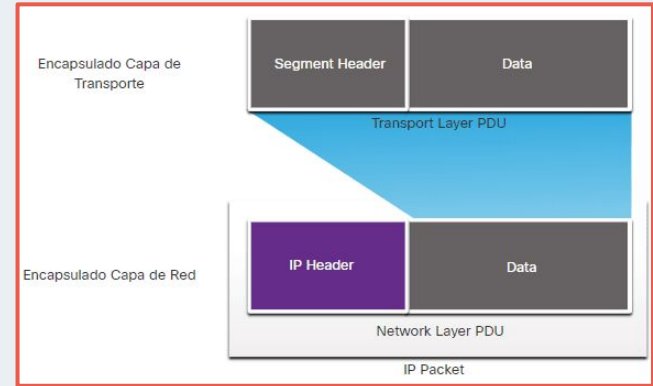 Encapsulado Capa de
Transporte
Segment Header
Data
Transport Layer PDU
Encapsulado Capa de Red
IP Header
Data
Network Layer PDU
IP Packet